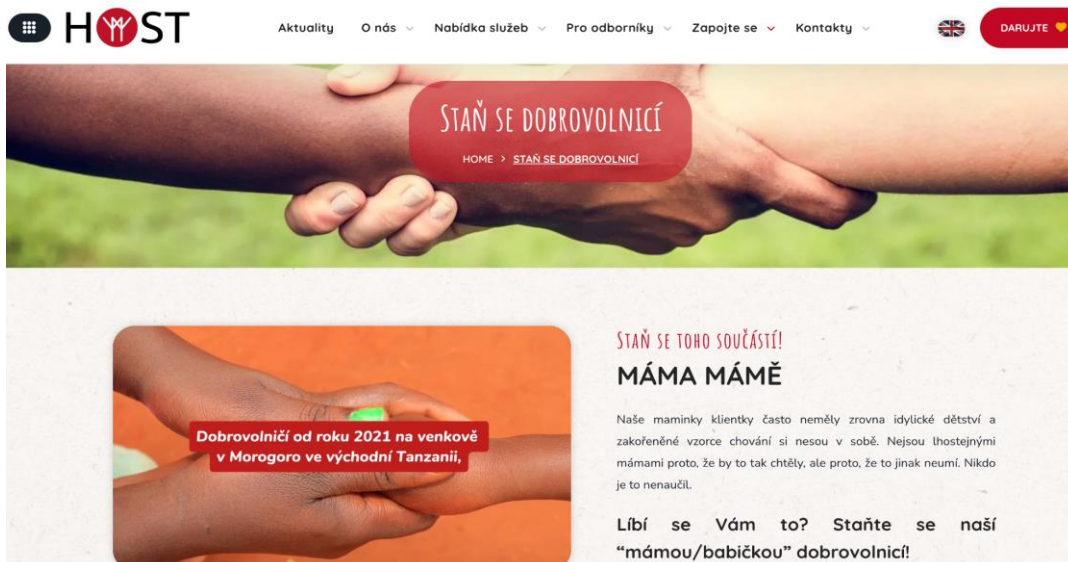 HOST
Aktuality O nás Nabídka služeb Pro odborníky Zapojte se Kontakty DARUJTE
STAŇ SE DOBROVOLNICÍ
HOME > STAŇ SE DOBROVOLNICÍ
Dobrovolničí od roku 2021 na venkově
v Morogoro ve východní Tanzanii,
STAŇ SE TOHO SOUČÁSTÍ!
MÁMA MÁMĚ
Naše maminky klientky často neměly zrovna idylické dětství a
zakořeněné vzorce chování si nesou v sobě. Nejsou lhostejnými
mámami proto, že by to tak chtěly, ale proto, že to jinak neumí. Nikdo
je to nenaučil.
Líbí se Vám to? Staňte se naší
“mámou/babičkou” dobrovolnicí!